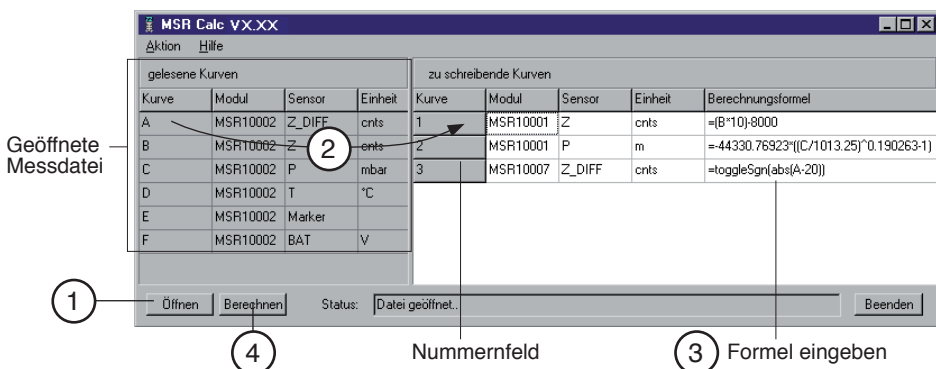 MSR Calc VX.XX
Aktion Hilfe
gelesene Kurven zu schreibende Kurven
Kurve Modul Sensor Einheit Kurve Modul Sensor Einheit Berechnungsformel
A MSR10002 Z_DIFF cnts 1 MSR10001 Z cnts =(B*10)-8000
B MSR10002 Z cnts 2 MSR10001 P m =-44330.76923*((C/1013.25)^0.190263-1)
C MSR10002 P mbar 3 MSR10007 Z_DIFF cnts =toggleSgn(abs(A-20))
D MSR10002 T °C
E MSR10002 Marker
F MSR10002 BAT V
Geöffnete
Messdatei
2
1 Öffnen Berechnen Status: Datei geöffnet.. Beenden
4 Nummernfeld 3 Formel eingeben